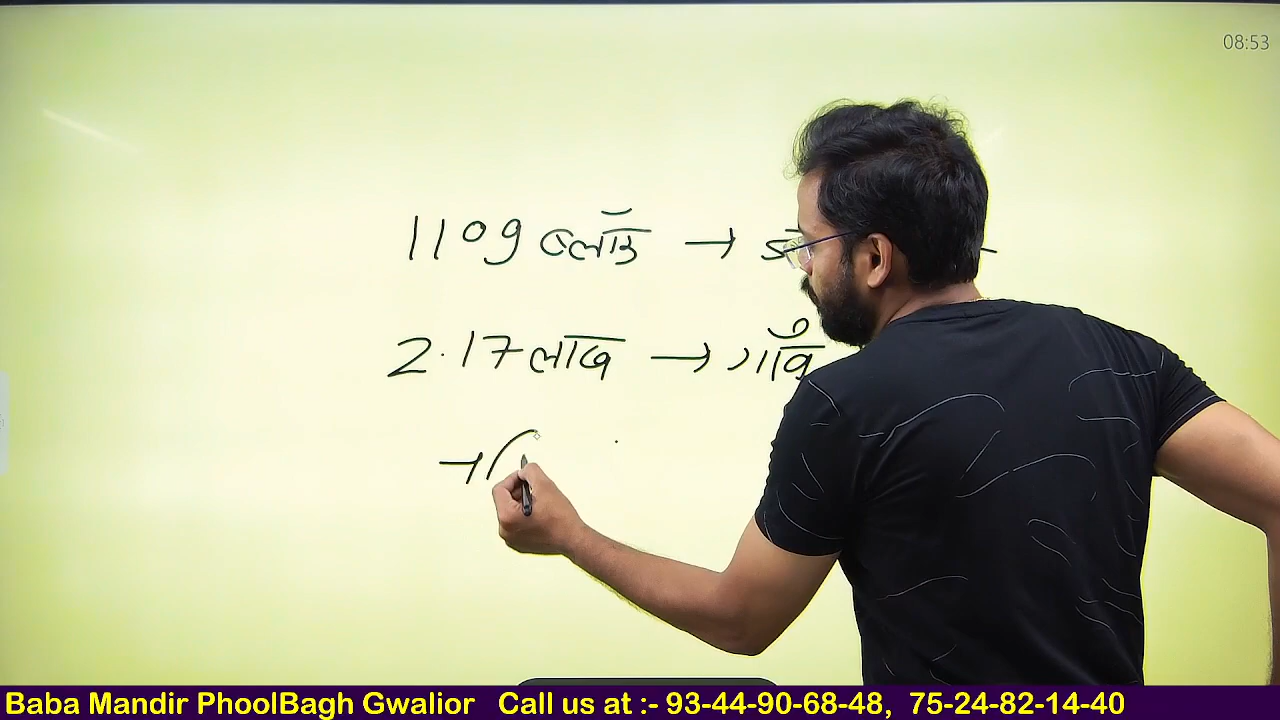 08:53
1109 ब्लॉक →
2.17 लाख → गाँव
Baba Mandir PhoolBagh Gwalior Call us at :- 93-44-90-68-48, 75-24-82-14-40